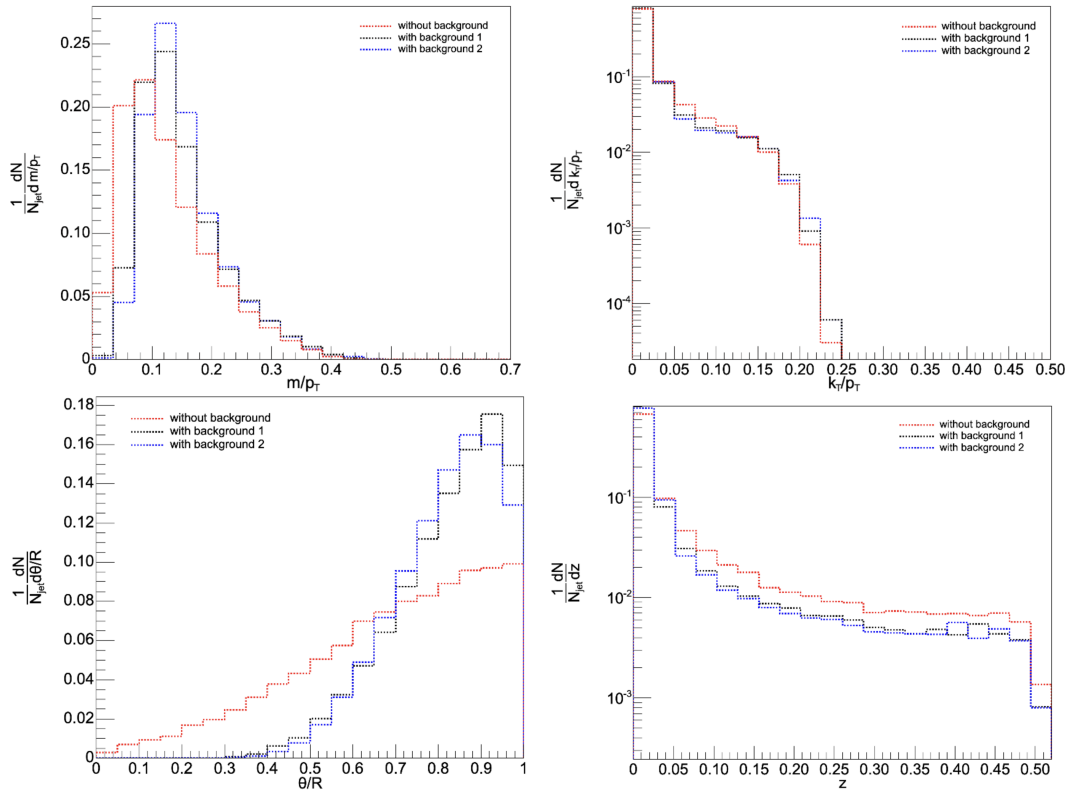 0.25
0.20
0.15
0.10
0.05
0
1 dN
N_jet d m/p_T
without background
with background 1
with background 2
0 0.1 0.2 0.3 0.4 0.5 0.6 0.7
m/p_T
10^-1
10^-2
10^-3
10^-4
1 dN
N_jet d k_T/p_T
without background
with background 1
with background 2
0 0.05 0.10 0.15 0.20 0.25 0.30 0.35 0.40 0.45 0.50
k_T/p_T
0.18
0.16
0.14
0.12
0.10
0.08
0.06
0.04
0.02
0
1 dN
N_jet dθ/R
without background
with background 1
with background 2
0 0.1 0.2 0.3 0.4 0.5 0.6 0.7 0.8 0.9 1
θ/R
10^-1
10^-2
10^-3
1 dN
N_jet dz
without background
with background 1
with background 2
0 0.05 0.10 0.15 0.20 0.25 0.30 0.35 0.40 0.45 0.50
z